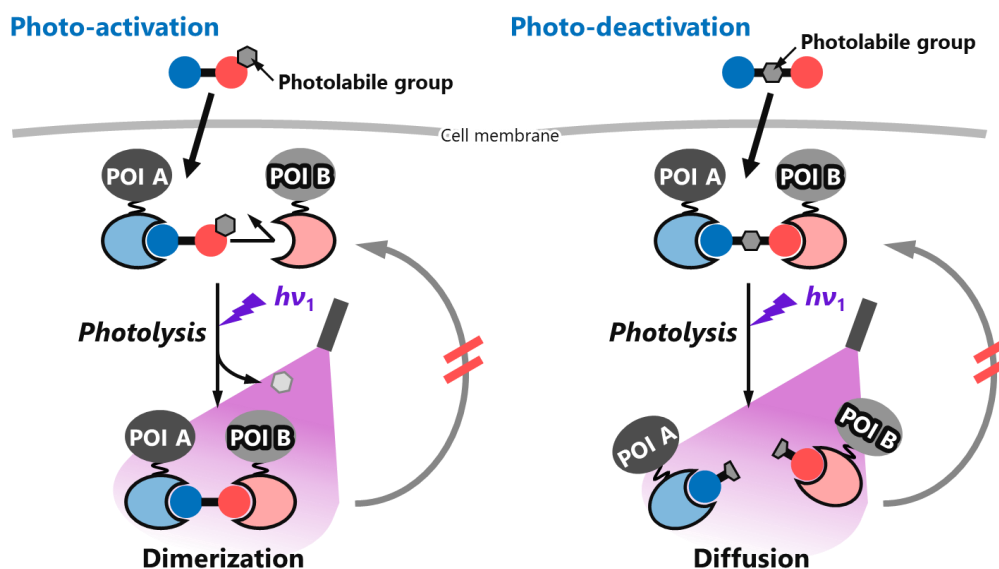 Photo-activation
Photolabile group
Photo-deactivation
Photolabile group
Cell membrane
POI A
POI B
POI A
POI B
hν₁
Photolysis
hν₁
Photolysis
POI A
POI B
POI A
POI B
Dimerization
Diffusion